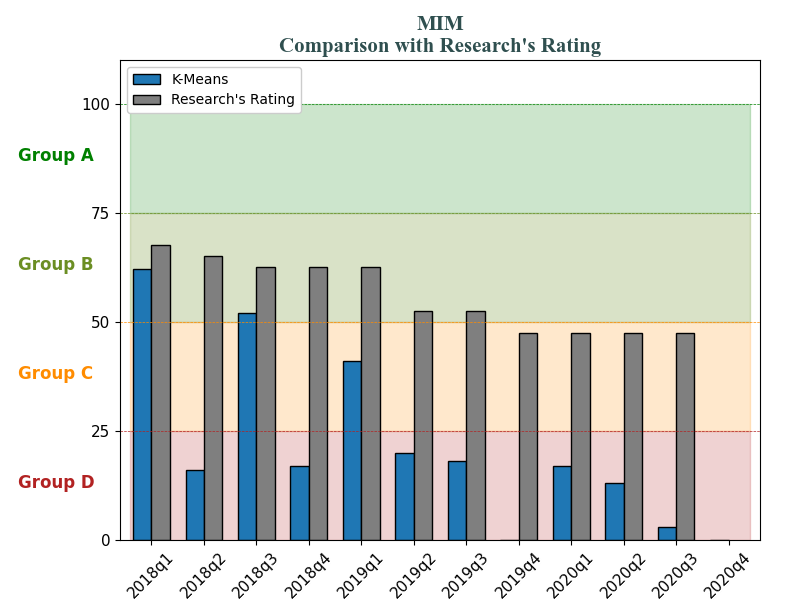 MIM
Comparison with Research's Rating
K-Means
Research's Rating
100
Group A
75
Group B
50
Group C
25
Group D
0
2018q1
2018q2
2018q3
2018q4
2019q1
2019q2
2019q3
2019q4
2020q1
2020q2
2020q3
2020q4